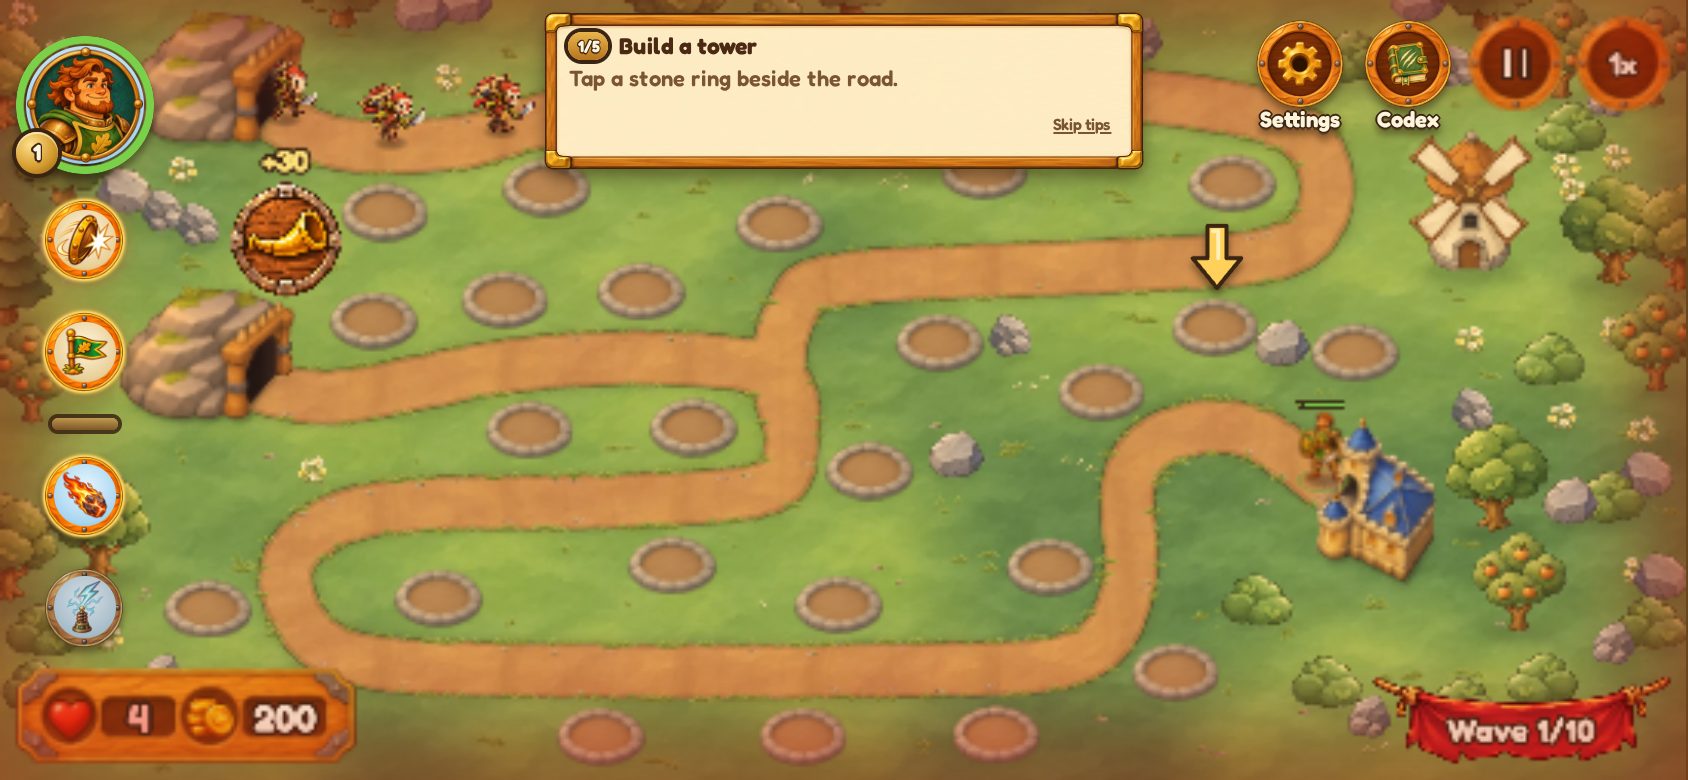 1/5 Build a tower
Tap a stone ring beside the road.
Skip tips
1x
Settings
Codex
1
+30
4
200
Wave 1/10